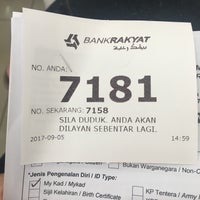 BANKRAKYAT
NO. ANDA:
7181
NO. SEKARANG: 7158
SILA DUDUK. ANDA AKAN
DILAYAN SEBENTAR LAGI.
2017-09-05 14:59
Bukan Warganegara / Non-C
*Jenis Pengenalan Diri / ID Type
My Kad / Mykad
KP Tentera / Army
Sijil Kelahiran / Birth Certificate